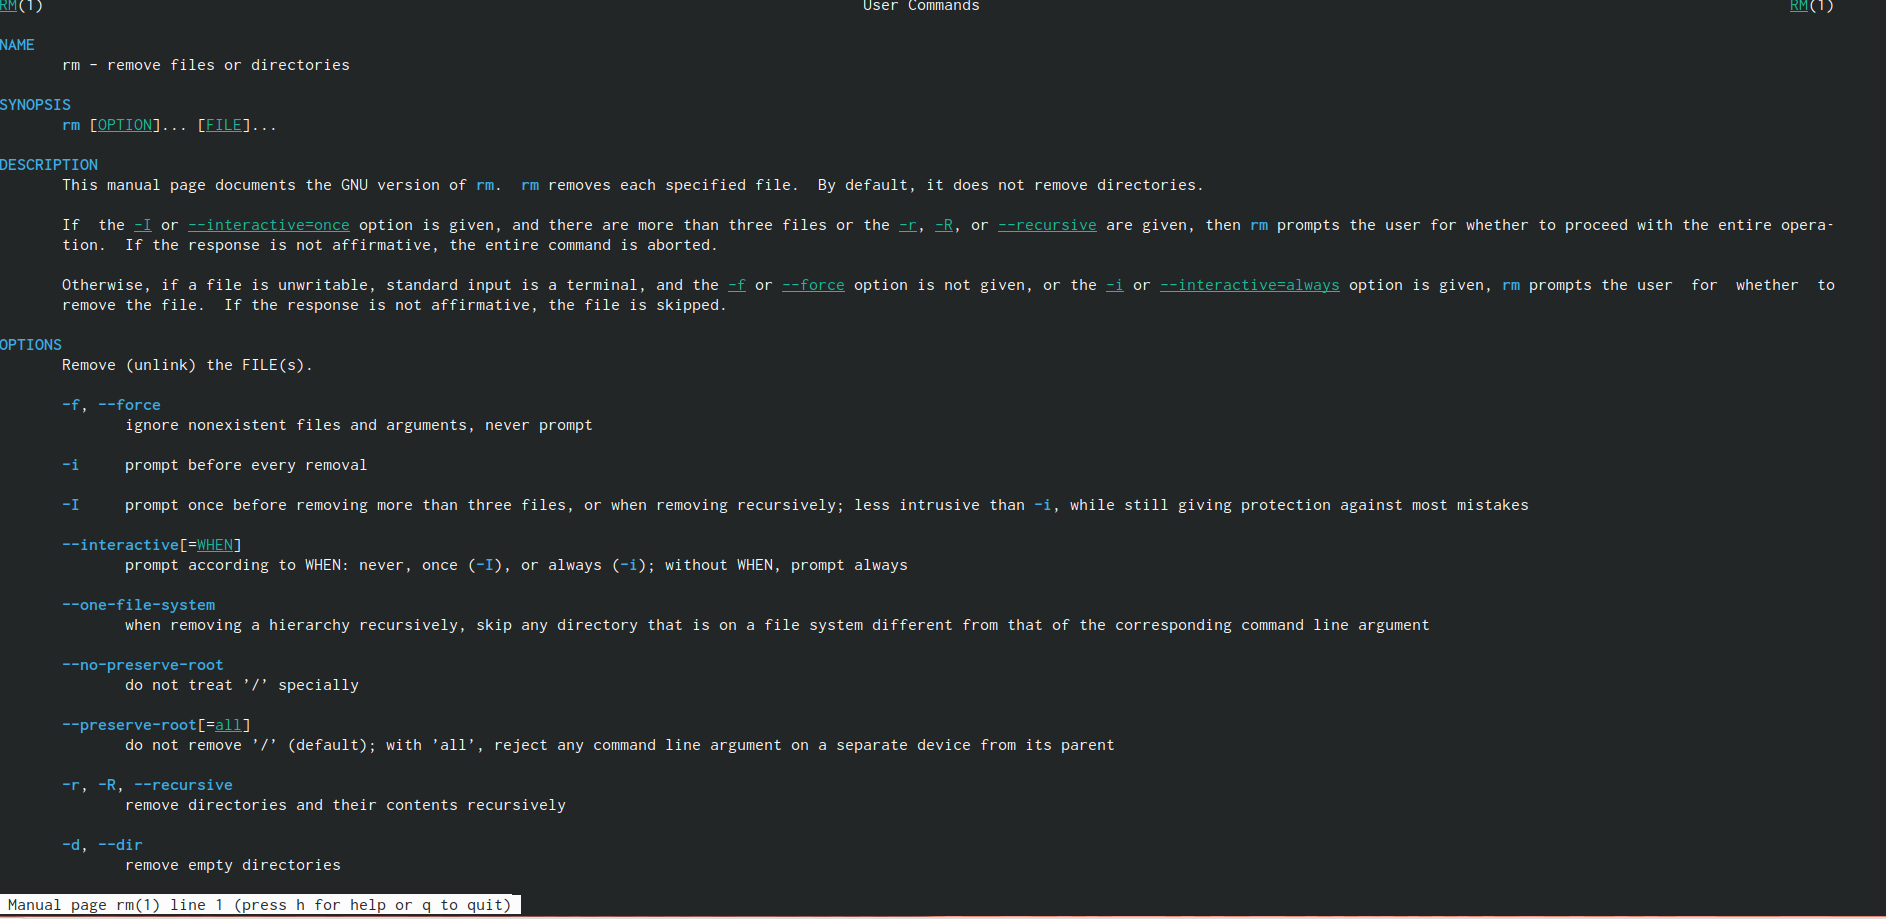 RM(1) User Commands RM(1)
NAME
rm - remove files or directories
SYNOPSIS
rm [OPTION]... [FILE]...
DESCRIPTION
This manual page documents the GNU version of rm. rm removes each specified file. By default, it does not remove directories.
If the -I or --interactive=once option is given, and there are more than three files or the -r, -R, or --recursive are given, then rm prompts the user for whether to proceed with the entire opera-
tion. If the response is not affirmative, the entire command is aborted.
Otherwise, if a file is unwritable, standard input is a terminal, and the -f or --force option is not given, or the -i or --interactive=always option is given, rm prompts the user for whether to
remove the file. If the response is not affirmative, the file is skipped.
OPTIONS
Remove (unlink) the FILE(s).
-f, --force
ignore nonexistent files and arguments, never prompt
-i prompt before every removal
-I prompt once before removing more than three files, or when removing recursively; less intrusive than -i, while still giving protection against most mistakes
--interactive[=WHEN]
prompt according to WHEN: never, once (-I), or always (-i); without WHEN, prompt always
--one-file-system
when removing a hierarchy recursively, skip any directory that is on a file system different from that of the corresponding command line argument
--no-preserve-root
do not treat ’/’ specially
--preserve-root[=all]
do not remove ’/’ (default); with ’all’, reject any command line argument on a separate device from its parent
-r, -R, --recursive
remove directories and their contents recursively
-d, --dir
remove empty directories
Manual page rm(1) line 1 (press h for help or q to quit)